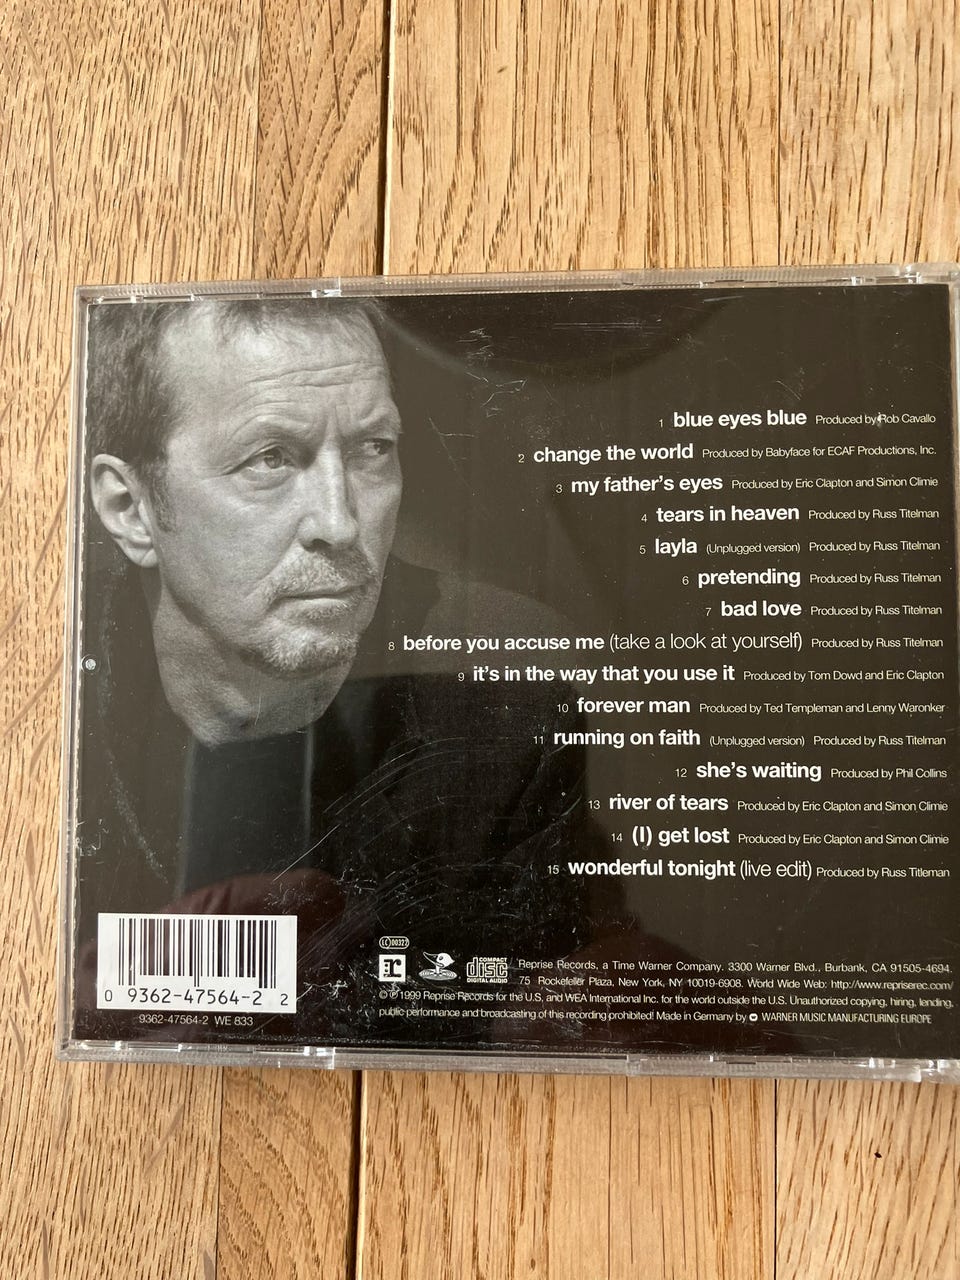 1 blue eyes blue Produced by Rob Cavallo
2 change the world Produced by Babyface for ECAF Productions, Inc.
3 my father's eyes Produced by Eric Clapton and Simon Climie
4 tears in heaven Produced by Russ Titelman
5 layla (Unplugged version) Produced by Russ Titelman
6 pretending Produced by Russ Titelman
7 bad love Produced by Russ Titelman
8 before you accuse me (take a look at yourself) Produced by Russ Titelman
9 it's in the way that you use it Produced by Tom Dowd and Eric Clapton
10 forever man Produced by Ted Templeman and Lenny Waronker
11 running on faith (Unplugged version) Produced by Russ Titelman
12 she's waiting Produced by Phil Collins
13 river of tears Produced by Eric Clapton and Simon Climie
14 (I) get lost Produced by Eric Clapton and Simon Climie
15 wonderful tonight (live edit) Produced by Russ Titleman
0 9362-47564-2 2
9362-47564-2 WE 833
LC 00322
r
COMPACT
disc
DIGITAL AUDIO
Reprise Records, a Time Warner Company. 3300 Warner Blvd., Burbank, CA 91505-4694.
75 Rockefeller Plaza, New York, NY 10019-6908. World Wide Web: http://www.repriserec.com/
© ℗ 1999 Reprise Records for the U.S. and WEA International Inc. for the world outside the U.S. Unauthorized copying, hiring, lending,
public performance and broadcasting of this recording prohibited! Made in Germany by WARNER MUSIC MANUFACTURING EUROPE